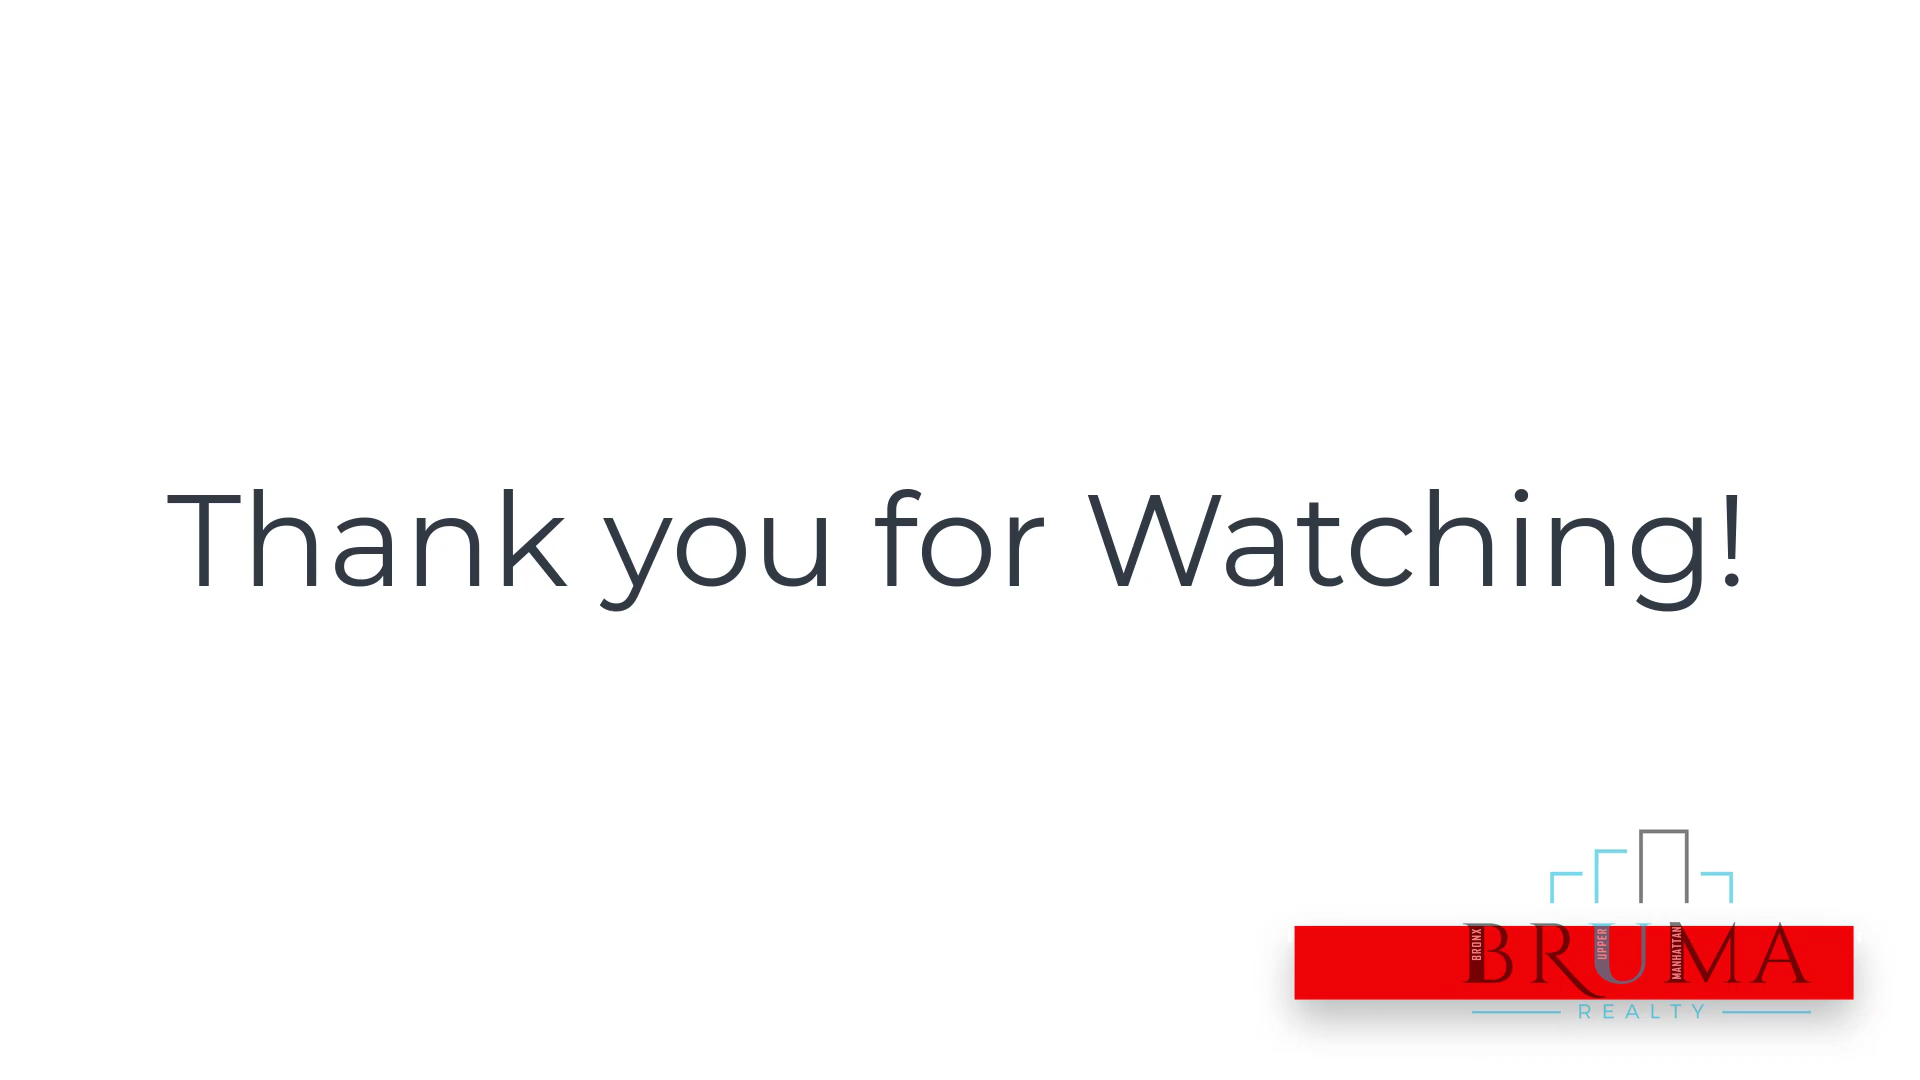 Thank you for Watching!
BRONX
UPPER
MANHATTAN
BRUMA
REALTY